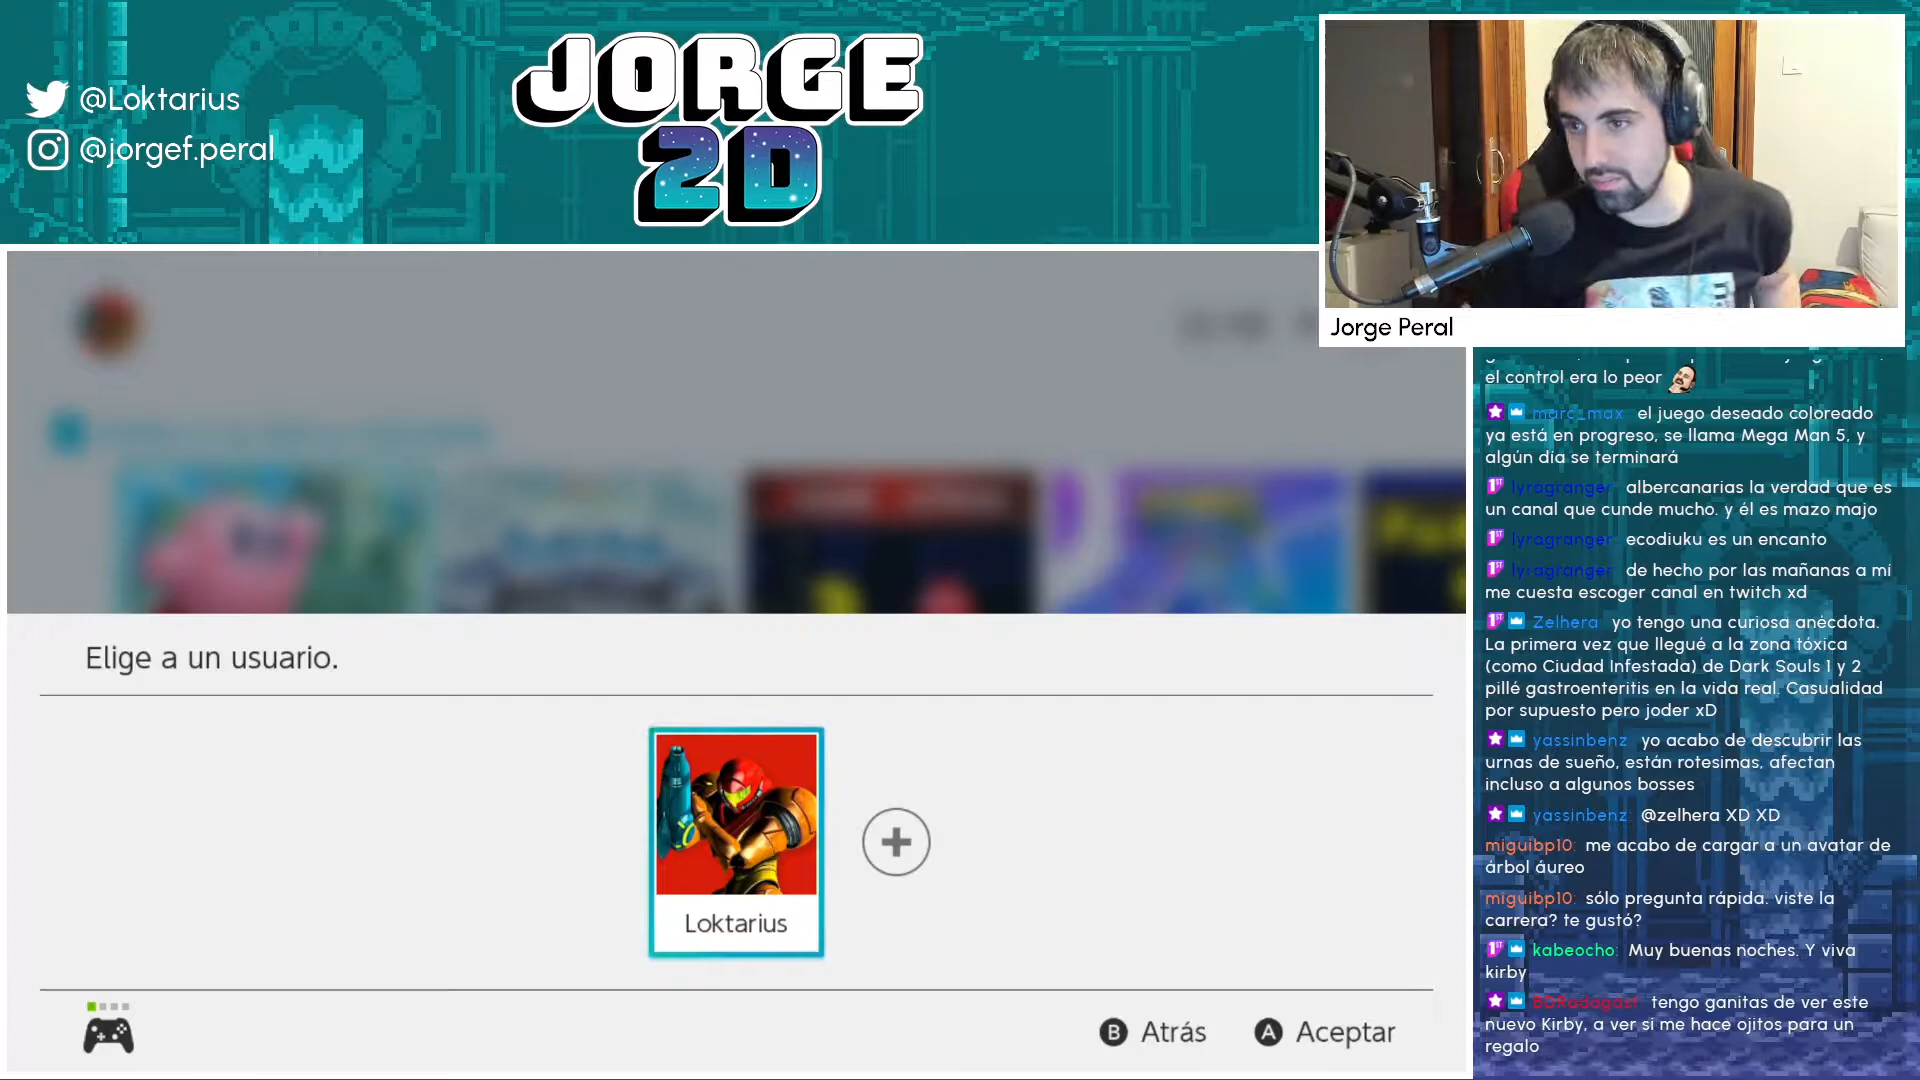 @Loktarius
@jorgef.peral
JORGE
2D
Jorge Peral
Elige a un usuario.
Loktarius
B Atrás
A Aceptar
el control era lo peor
marc_max el juego deseado coloreado
ya está en progreso, se llama Mega Man 5, y
algún día se terminará
lyragranger albercanarias la verdad que es
un canal que cunde mucho. y él es mazo majo
lyragranger ecodiuku es un encanto
lyragranger de hecho por las mañanas a mí
me cuesta escoger canal en twitch xd
Zelhera yo tengo una curiosa anécdota.
La primera vez que llegué a la zona tóxica
(como Ciudad Infestada) de Dark Souls 1 y 2
pillé gastroenteritis en la vida real. Casualidad
por supuesto pero joder xD
yassinbenz yo acabo de descubrir las
urnas de sueño, están rotesimas, afectan
incluso a algunos bosses
yassinbenz: @zelhera XD XD
miguibp10: me acabo de cargar a un avatar de
árbol áureo
miguibp10: sólo pregunta rápida. viste la
carrera? te gustó?
kabeocho: Muy buenas noches. Y viva
kirby
BDRadagast tengo ganitas de ver este
nuevo Kirby, a ver si me hace ojitos para un
regalo